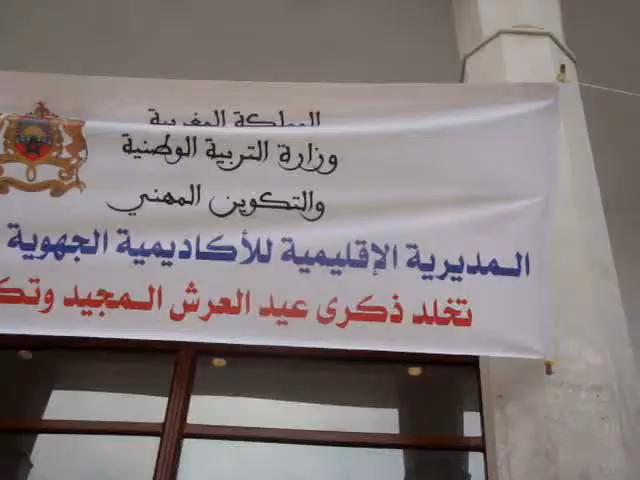 المملكة المغربية
وزارة التربية الوطنية
والتكوين المهني
المديرية الإقليمية للأكاديمية الجهوية
تخلد ذكرى عيد العرش المجيد وتك